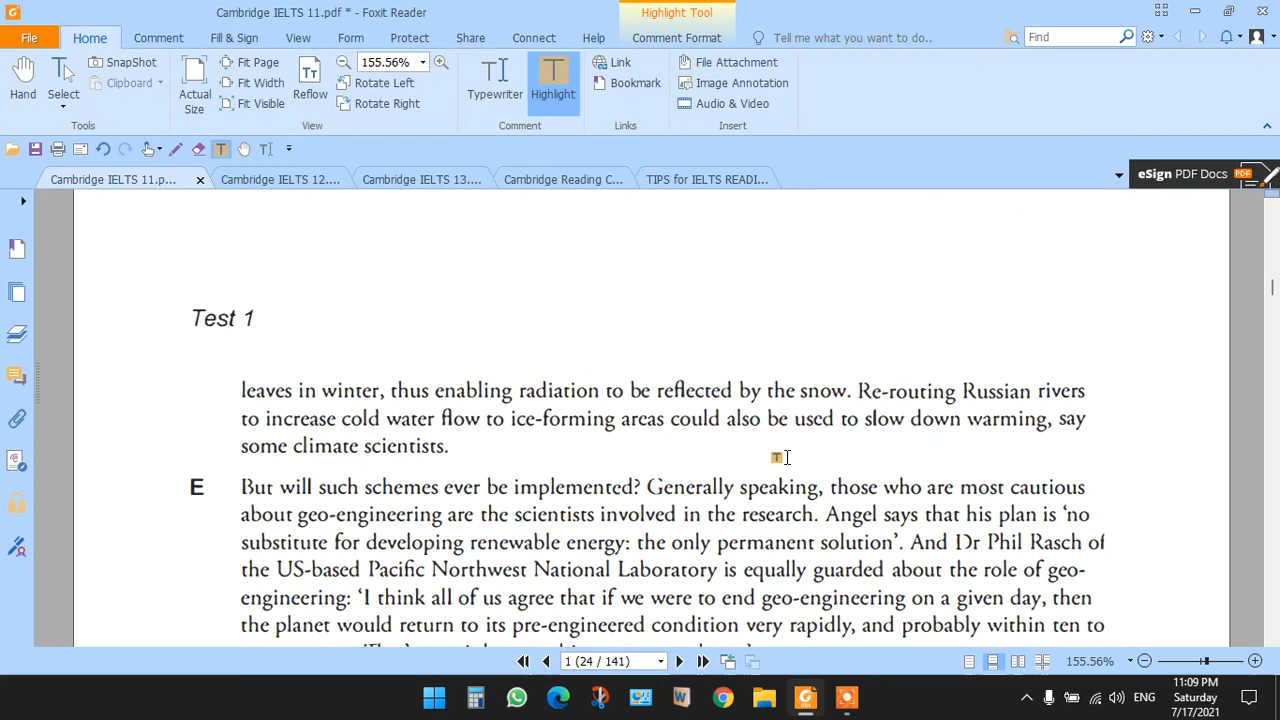 Cambridge IELTS 11.pdf * - Foxit Reader
Highlight Tool
File Home Comment Fill & Sign View Form Protect Share Connect Help Comment Format Tell me what you want to do.. Find
Hand
Select
SnapShot
Clipboard
Tools
Actual Size
Fit Page
Fit Width
Fit Visible
Reflow
155.56%
Rotate Left
Rotate Right
View
Typewriter
Highlight
Comment
Link
Bookmark
Links
File Attachment
Image Annotation
Audio & Video
Insert
Cambridge IELTS 11.p... Cambridge IELTS 12.... Cambridge IELTS 13.... Cambridge Reading C... TIPS for IELTS READI... eSign PDF Docs PDF
Test 1
leaves in winter, thus enabling radiation to be reflected by the snow. Re-routing Russian rivers
to increase cold water flow to ice-forming areas could also be used to slow down warming, say
some climate scientists.
E But will such schemes ever be implemented? Generally speaking, those who are most cautious
about geo-engineering are the scientists involved in the research. Angel says that his plan is ‘no
substitute for developing renewable energy: the only permanent solution’. And Dr Phil Rasch of
the US-based Pacific Northwest National Laboratory is equally guarded about the role of geo-
engineering: ‘I think all of us agree that if we were to end geo-engineering on a given day, then
the planet would return to its pre-engineered condition very rapidly, and probably within ten to
1 (24 / 141) 155.56%
ENG
11:09 PM
Saturday
7/17/2021